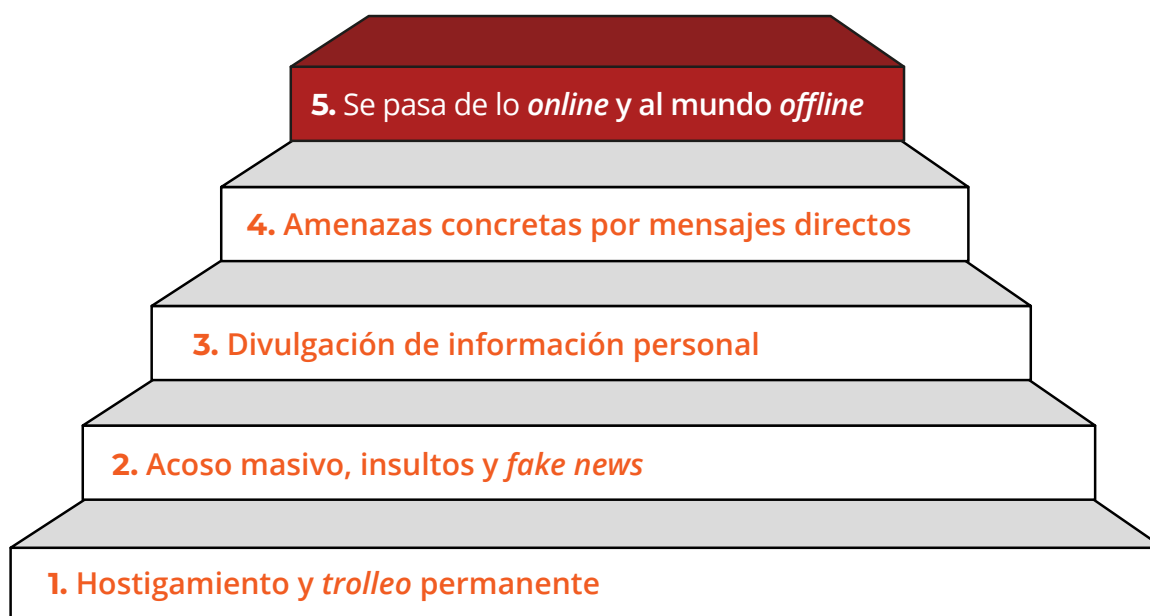 5. Se pasa de lo online y al mundo offline
4. Amenazas concretas por mensajes directos
3. Divulgación de información personal
2. Acoso masivo, insultos y fake news
1. Hostigamiento y trolleo permanente